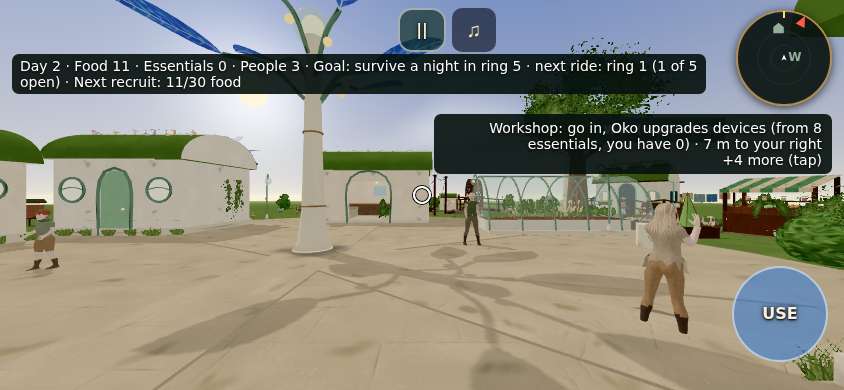 Day 2 · Food 11 · Essentials 0 · People 3 · Goal: survive a night in ring 5 · next ride: ring 1 (1 of 5
open) · Next recruit: 11/30 food
W
Workshop: go in, Oko upgrades devices (from 8
essentials, you have 0) · 7 m to your right
+4 more (tap)
USE